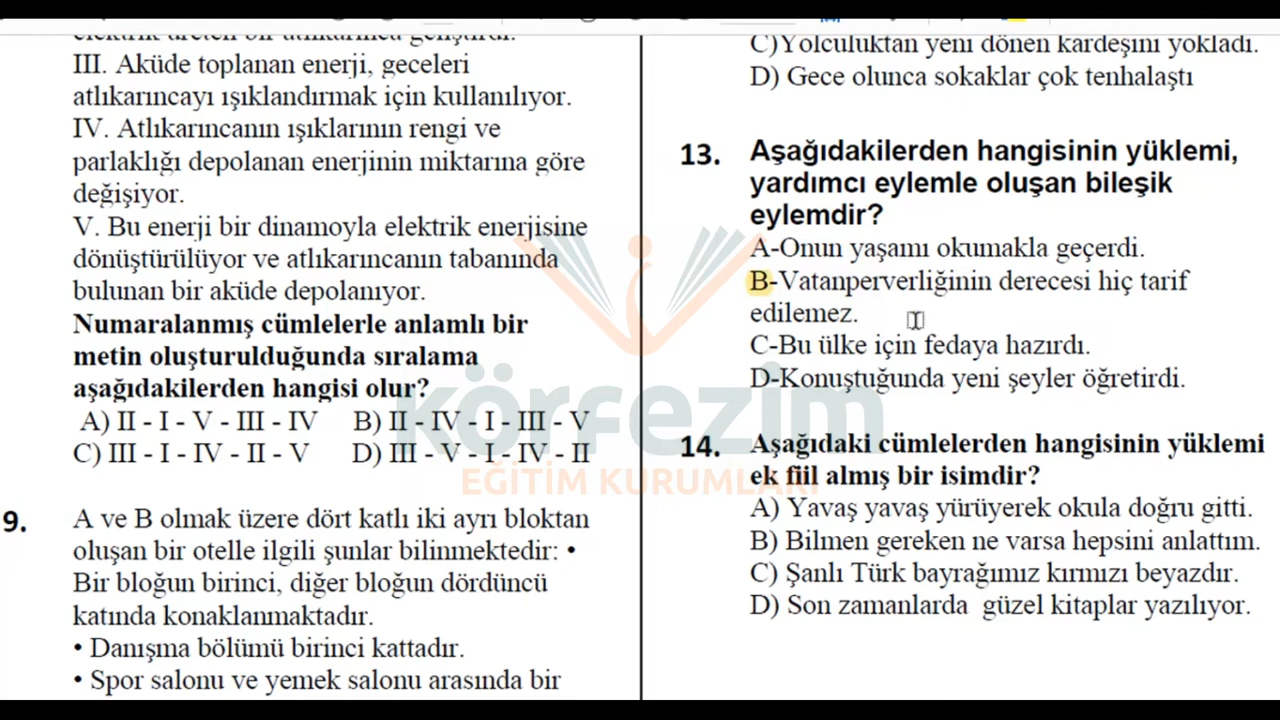 elektrik üreten bir atlıkarınca geliştirdi.
III. Aküde toplanan enerji, geceleri
atlıkarıncayı ışıklandırmak için kullanılıyor.
IV. Atlıkarıncanın ışıklarının rengi ve
parlaklığı depolanan enerjinin miktarına göre
değişiyor.
V. Bu enerji bir dinamoyla elektrik enerjisine
dönüştürülüyor ve atlıkarıncanın tabanında
bulunan bir aküde depolanıyor.
Numaralanmış cümlelerle anlamlı bir
metin oluşturulduğunda sıralama
aşağıdakilerden hangisi olur?
A) II - I - V - III - IV B) II - IV - I - III - V
C) III - I - IV - II - V D) III - V - I - IV - II
9. A ve B olmak üzere dört katlı iki ayrı bloktan
oluşan bir otelle ilgili şunlar bilinmektedir: •
Bir bloğun birinci, diğer bloğun dördüncü
katında konaklanmaktadır.
• Danışma bölümü birinci kattadır.
• Spor salonu ve yemek salonu arasında bir
C)Yolculuktan yeni dönen kardeşini yokladı.
D) Gece olunca sokaklar çok tenhalaştı
13. Aşağıdakilerden hangisinin yüklemi,
yardımcı eylemle oluşan bileşik
eylemdir?
A-Onun yaşamı okumakla geçerdi.
B-Vatanperverliğinin derecesi hiç tarif
edilemez.
C-Bu ülke için fedaya hazırdı.
D-Konuştuğunda yeni şeyler öğretirdi.
14. Aşağıdaki cümlelerden hangisinin yüklemi
ek fiil almış bir isimdir?
A) Yavaş yavaş yürüyerek okula doğru gitti.
B) Bilmen gereken ne varsa hepsini anlattım.
C) Şanlı Türk bayrağımız kırmızı beyazdır.
D) Son zamanlarda güzel kitaplar yazılıyor.
körfezim
EĞİTİM KURUMLARI